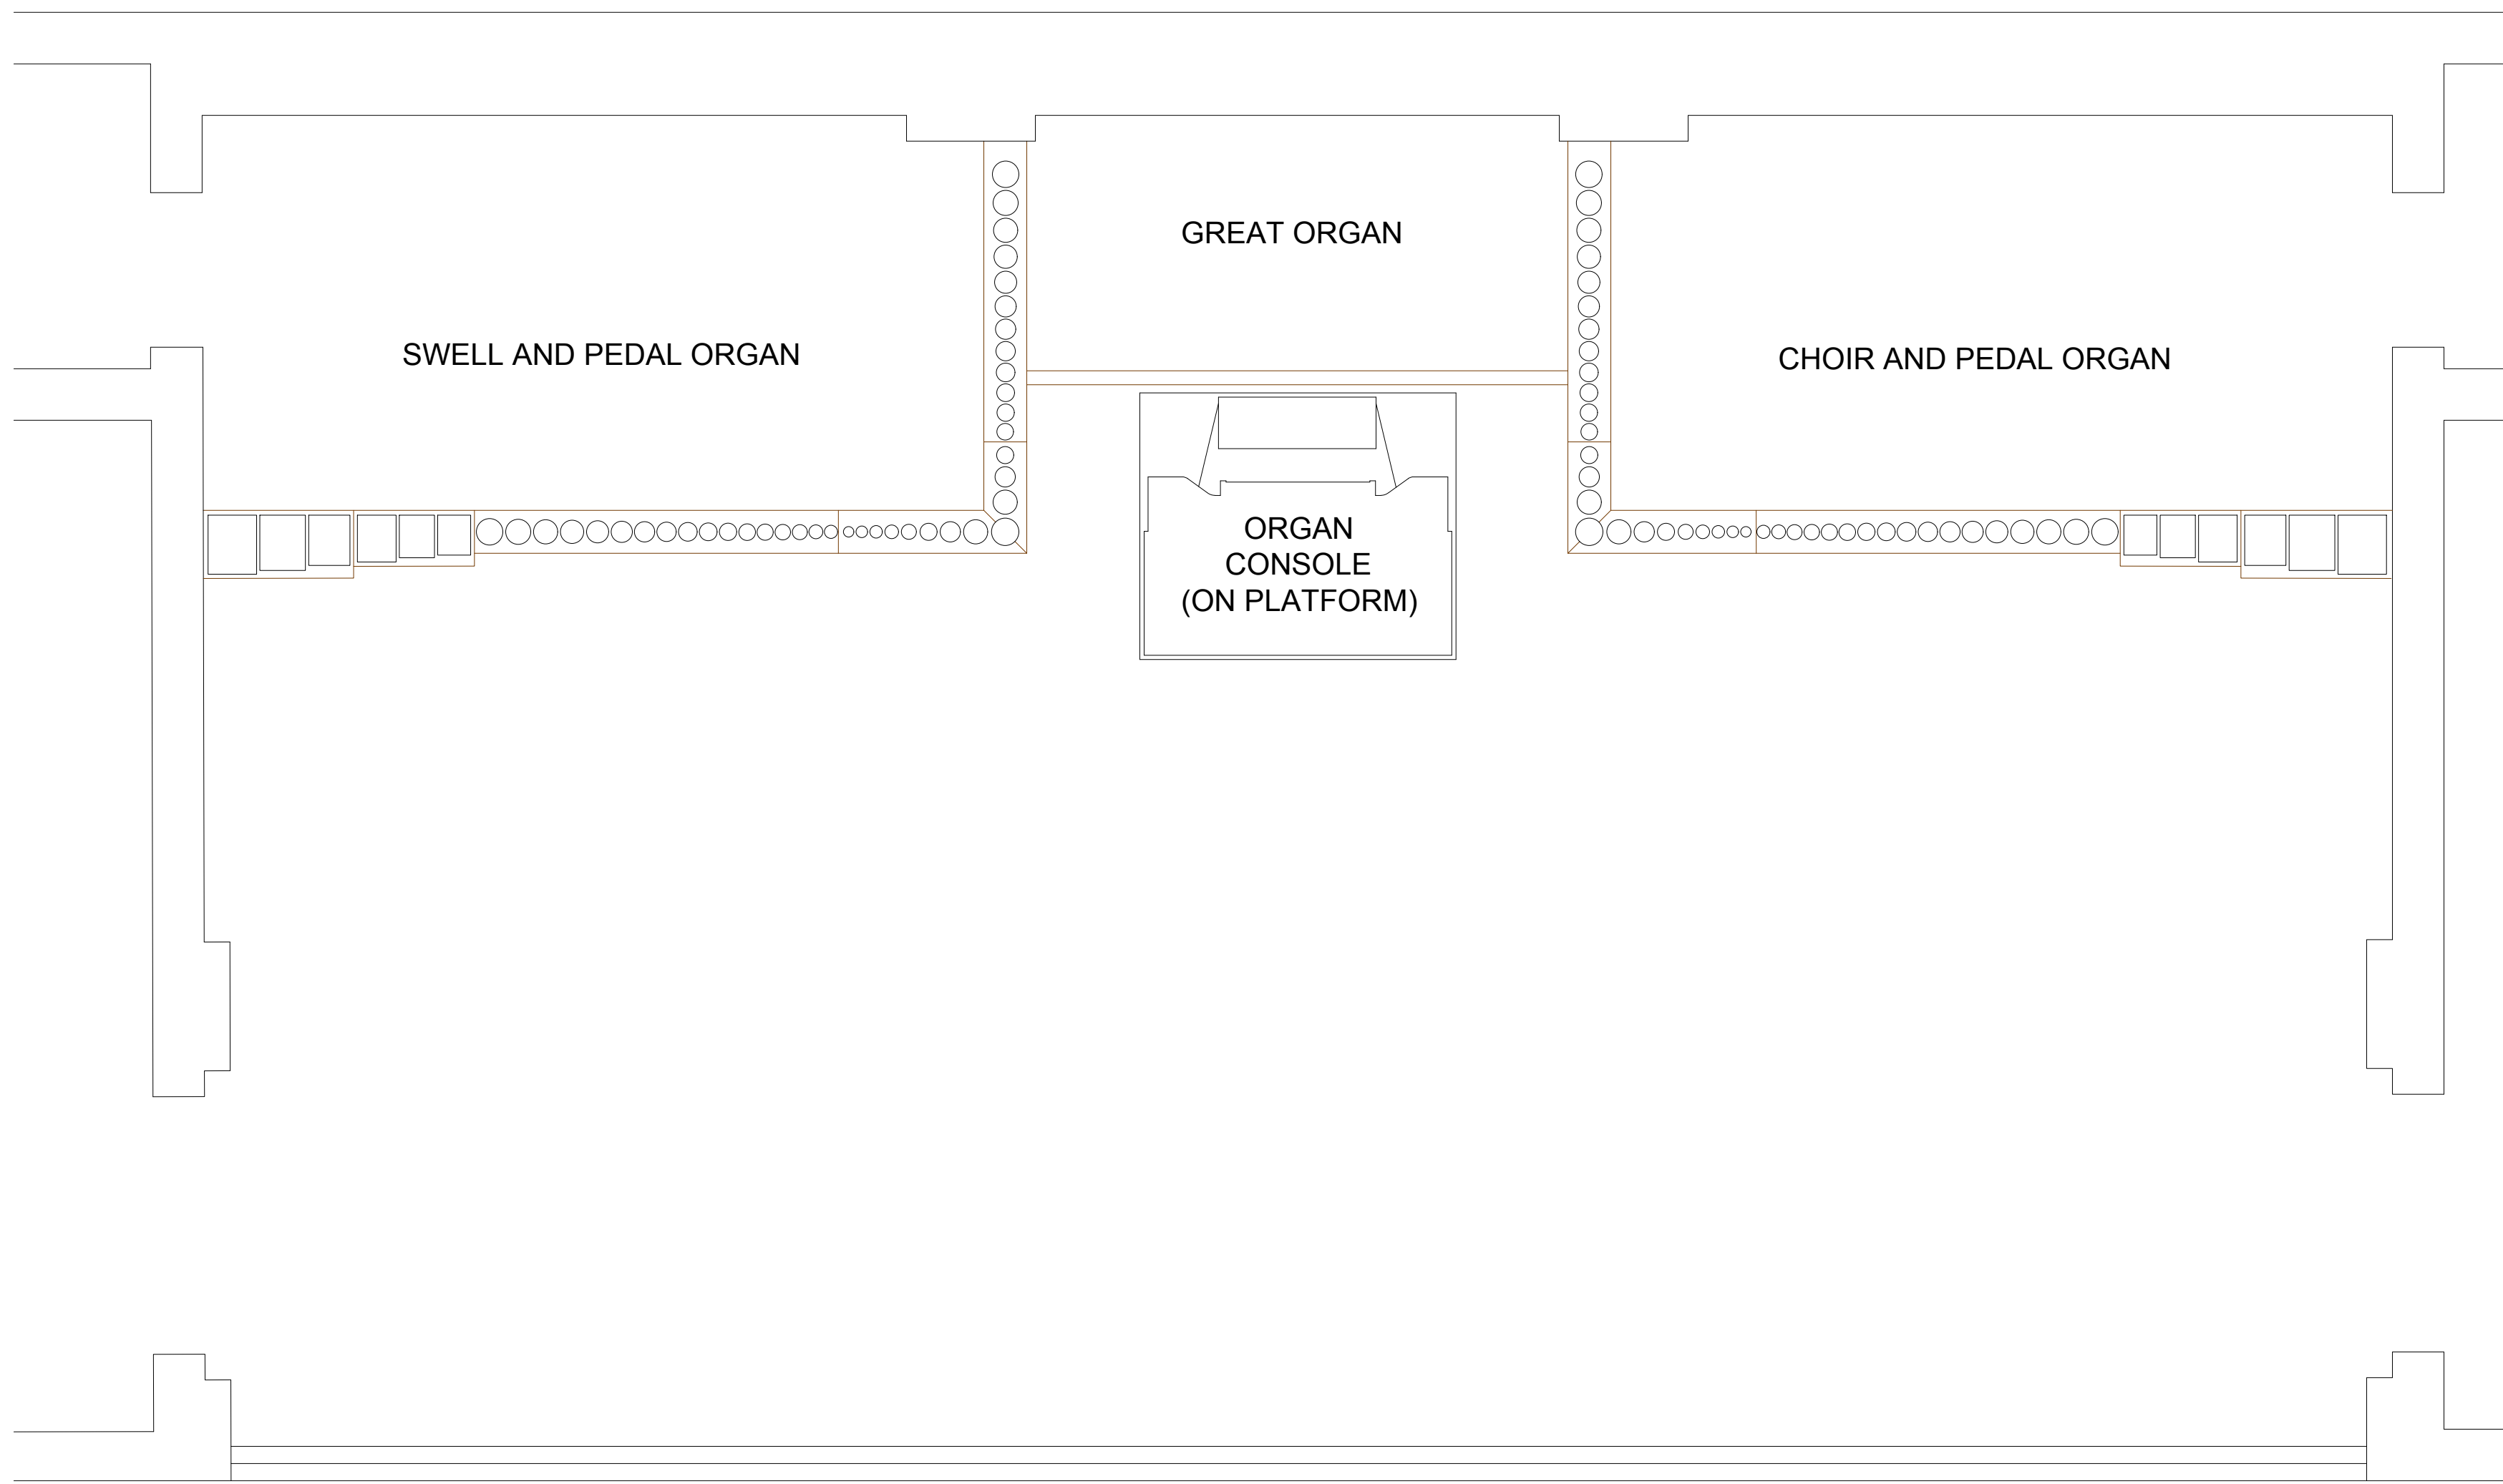 GREAT ORGAN
SWELL AND PEDAL ORGAN
CHOIR AND PEDAL ORGAN
ORGAN
CONSOLE
(ON PLATFORM)